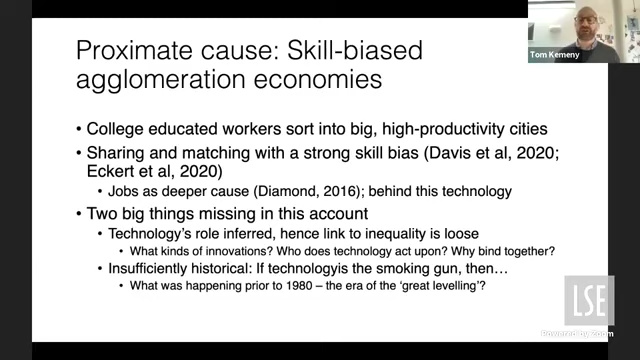 Proximate cause: Skill-biased
agglomeration economies
• College educated workers sort into big, high-productivity cities
• Sharing and matching with a strong skill bias (Davis et al, 2020;
Eckert et al, 2020)
• Jobs as deeper cause (Diamond, 2016); behind this technology
• Two big things missing in this account
• Technology's role inferred, hence link to inequality is loose
• What kinds of innovations? Who does technology act upon? Why bind together?
• Insufficiently historical: If technologyis the smoking gun, then…
• What was happening prior to 1980 – the era of the 'great levelling'?
Tom Kemeny
LSE
Powered by Zoom